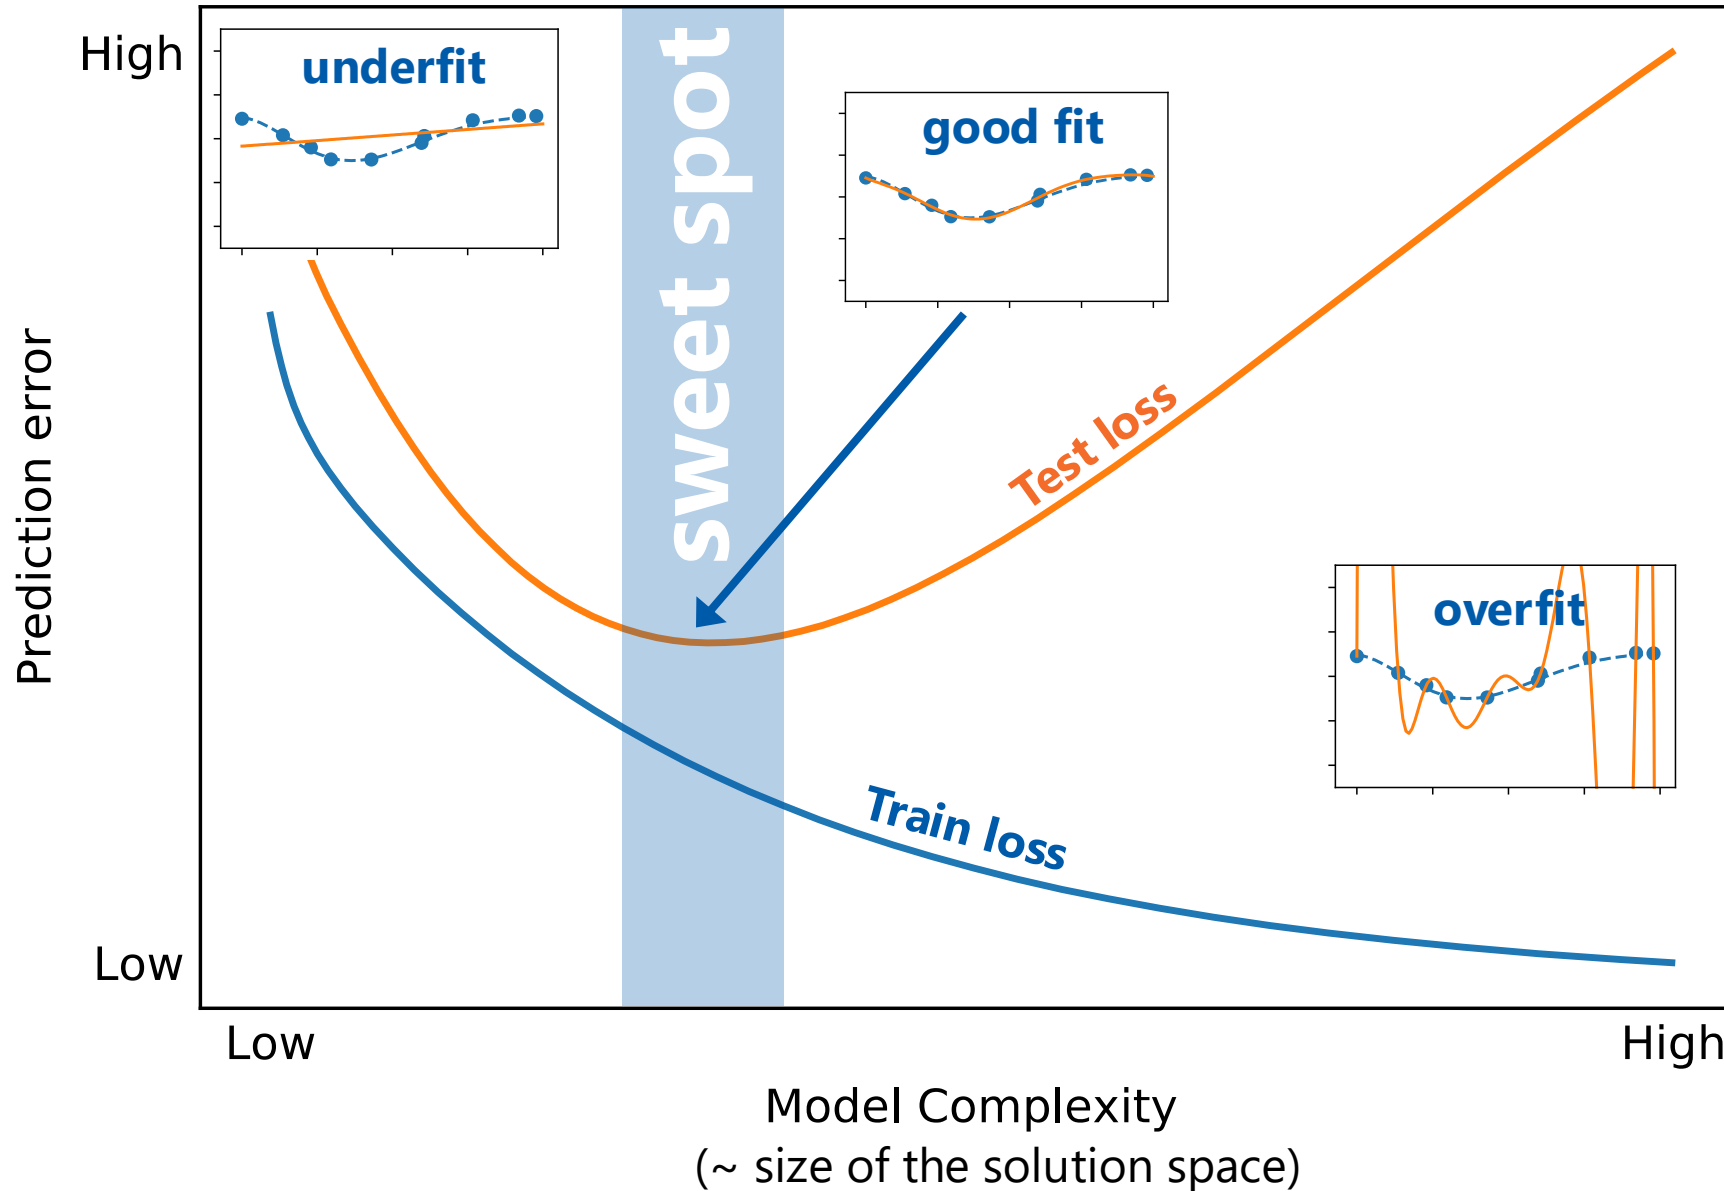 High
underfit
sweet spot
good fit
Prediction error
Test loss
overfit
Train loss
Low
Low
High
Model Complexity
(~ size of the solution space)